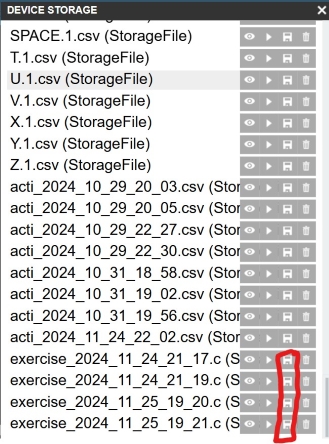 DEVICE STORAGE
SPACE.1.csv (StorageFile)
T.1.csv (StorageFile)
U.1.csv (StorageFile)
V.1.csv (StorageFile)
X.1.csv (StorageFile)
Y.1.csv (StorageFile)
Z.1.csv (StorageFile)
acti_2024_10_29_20_03.csv (Stor
acti_2024_10_29_20_05.csv (Stor
acti_2024_10_29_22_27.csv (Stor
acti_2024_10_29_22_30.csv (Stor
acti_2024_10_31_18_58.csv (Stor
acti_2024_10_31_19_02.csv (Stor
acti_2024_10_31_19_56.csv (Stor
acti_2024_11_24_22_02.csv (Stor
exercise_2024_11_24_21_17.c (S
exercise_2024_11_24_21_19.c (S
exercise_2024_11_25_19_20.c (S
exercise_2024_11_25_19_21.c (S